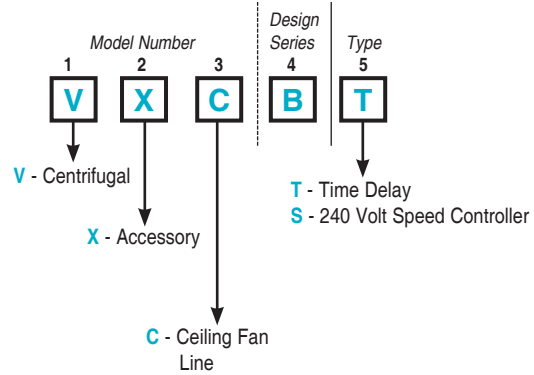 Model Number
Design
Series
Type
1 2 3 4 5
V X C B T
V - Centrifugal
X - Accessory
C - Ceiling Fan
Line
T - Time Delay
S - 240 Volt Speed Controller